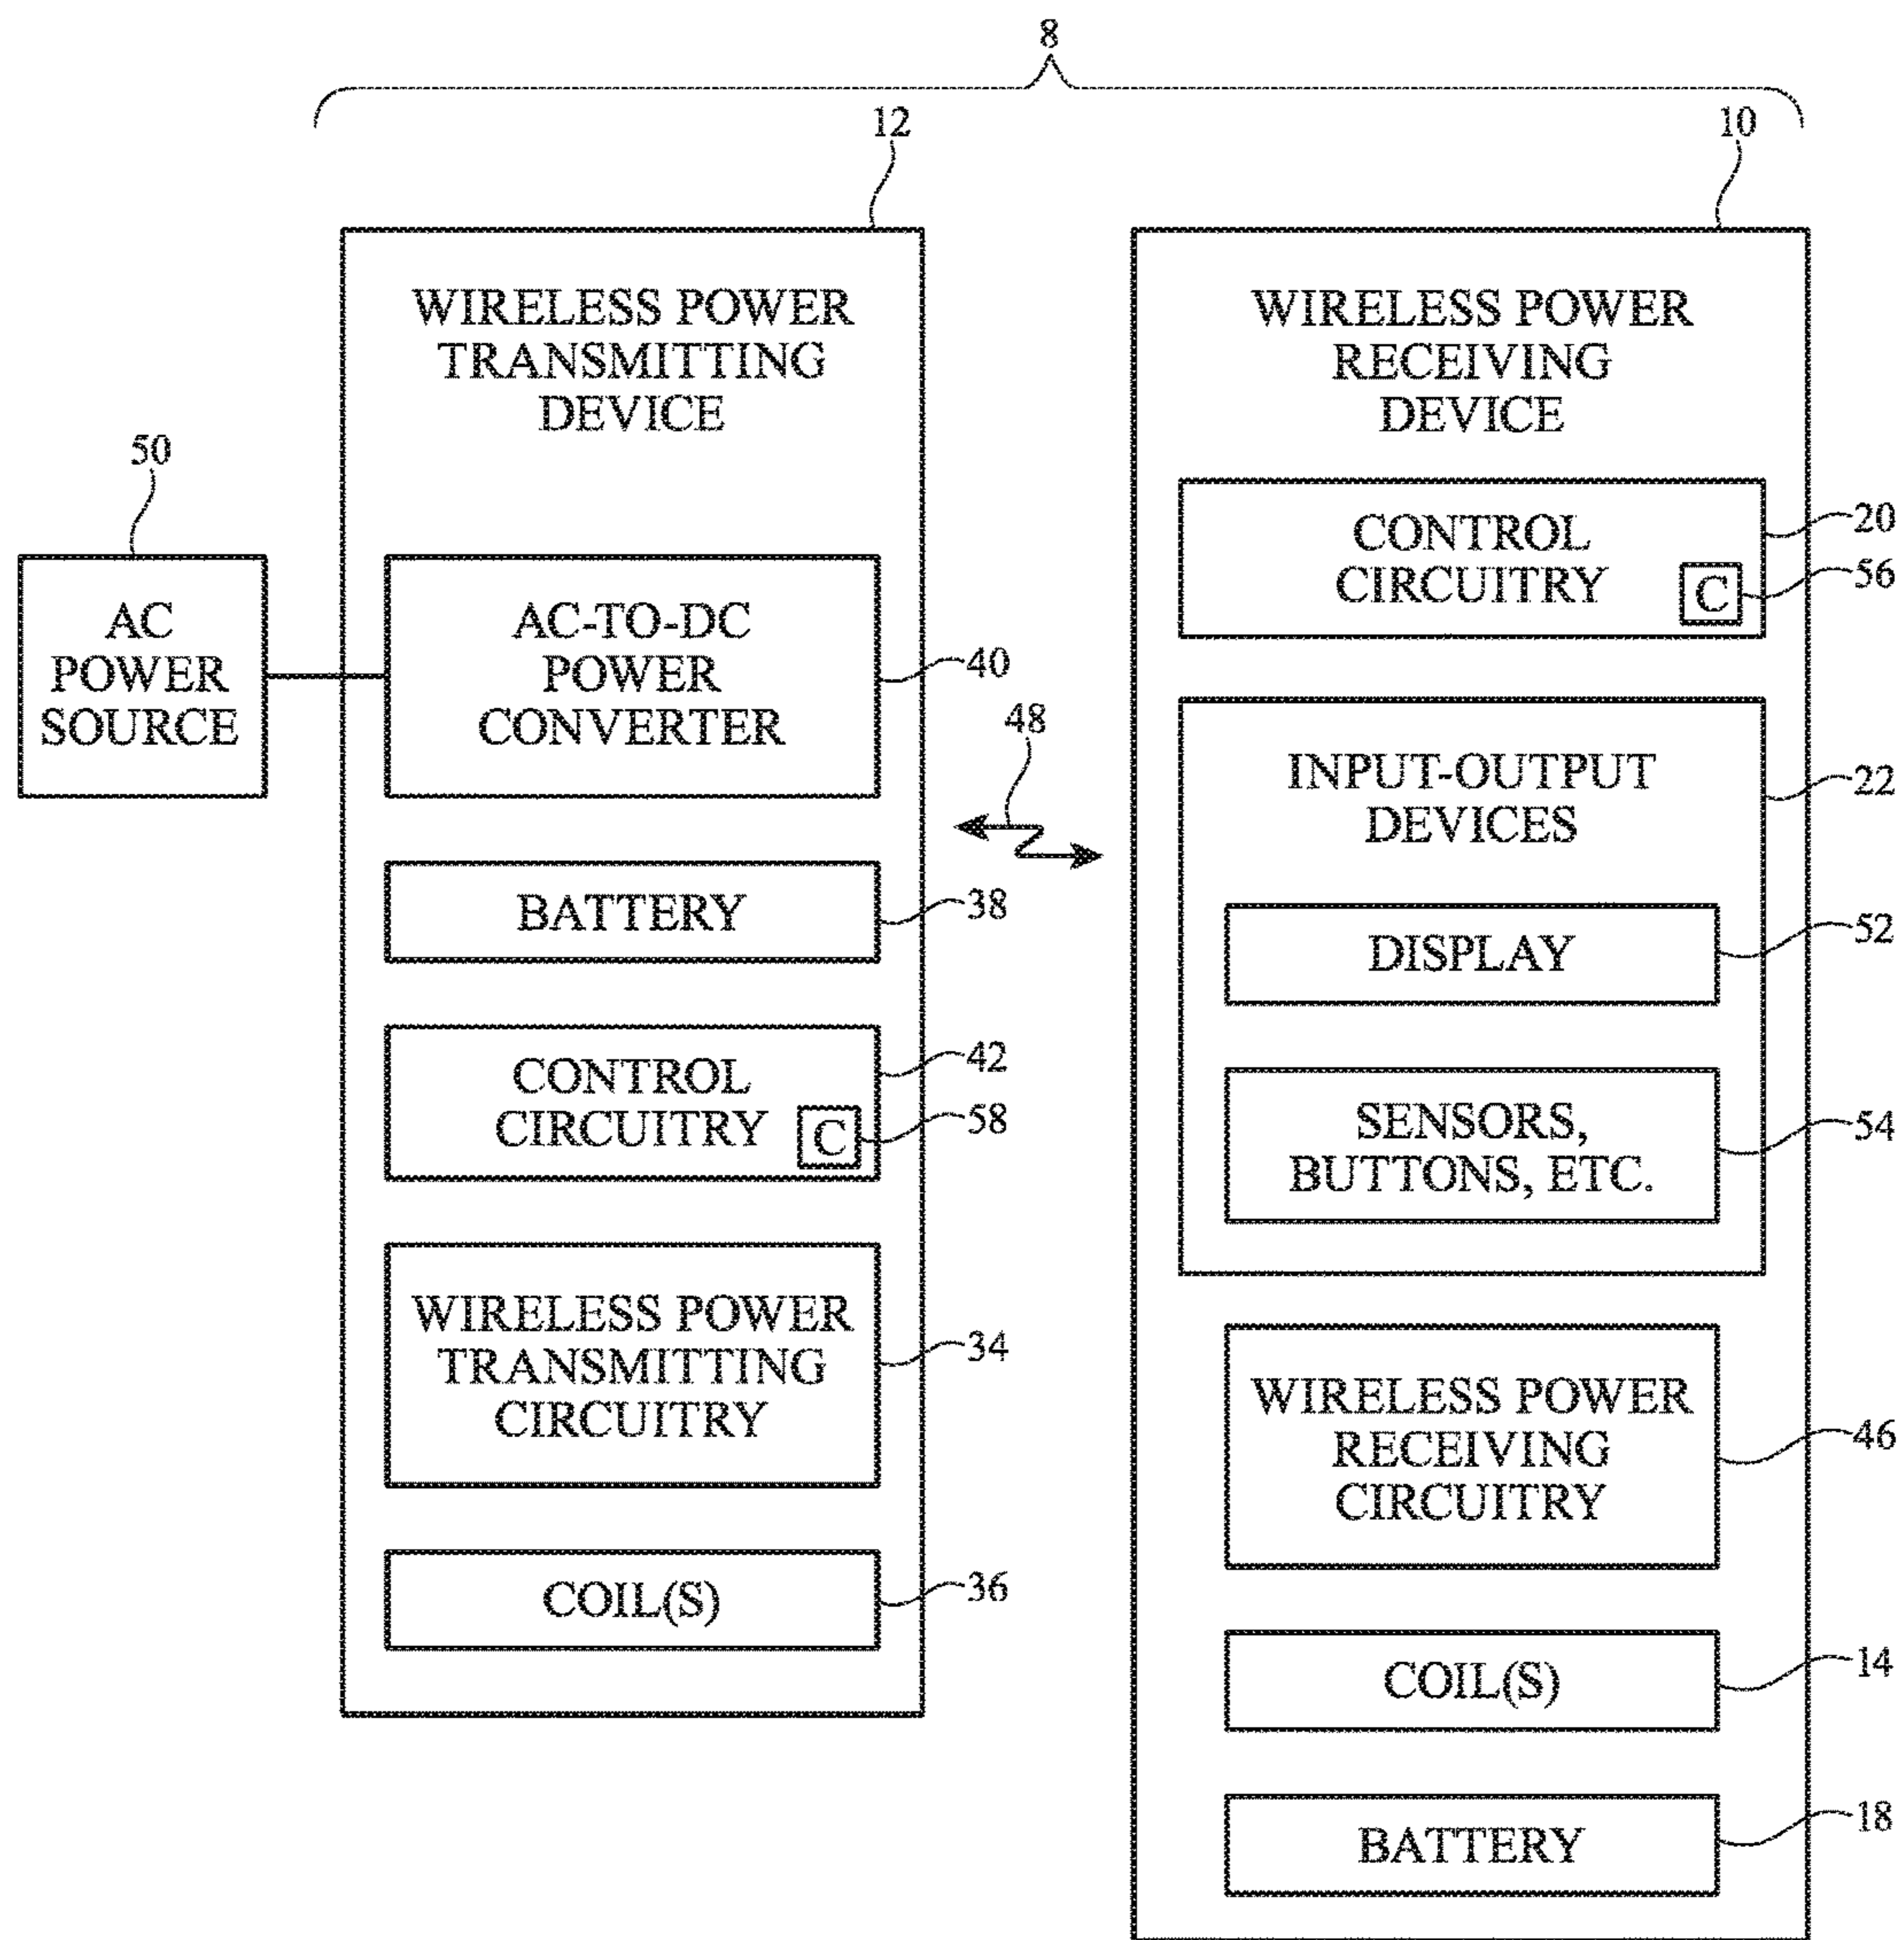 8
12
10
WIRELESS POWER
TRANSMITTING
DEVICE
50
AC
POWER
SOURCE
AC-TO-DC
POWER
CONVERTER
40
BATTERY
38
CONTROL
CIRCUITRY
C
42
58
WIRELESS POWER
TRANSMITTING
CIRCUITRY
34
COIL(S)
36
48
WIRELESS POWER
RECEIVING
DEVICE
CONTROL
CIRCUITRY
C
20
56
INPUT-OUTPUT
DEVICES
22
DISPLAY
52
SENSORS,
BUTTONS, ETC.
54
WIRELESS POWER
RECEIVING
CIRCUITRY
46
COIL(S)
14
BATTERY
18